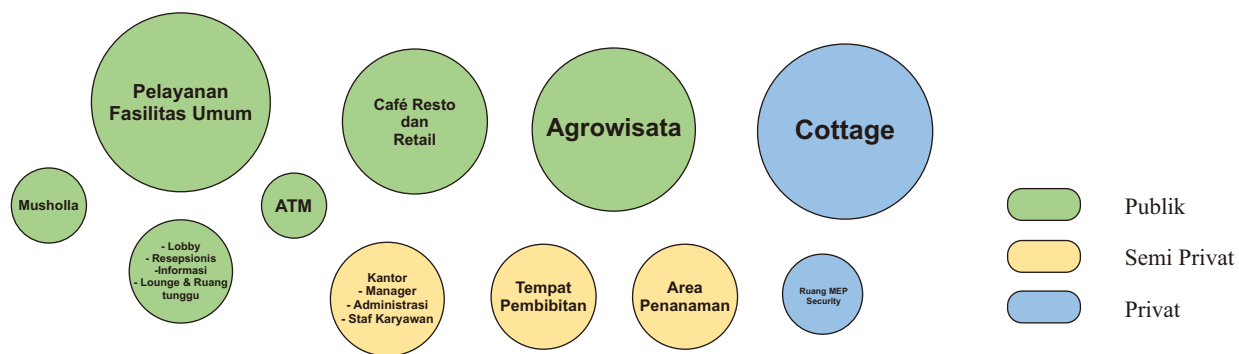 Pelayanan
Fasilitas Umum
Café Resto
dan
Retail
Agrowisata
Cottage
Musholla
ATM
- Lobby
- Resepsionis
-Informasi
- Lounge & Ruang
tunggu
Kantor
- Manager
- Administrasi
- Staf Karyawan
Tempat
Pembibitan
Area
Penanaman
Ruang MEP
Security
Publik
Semi Privat
Privat